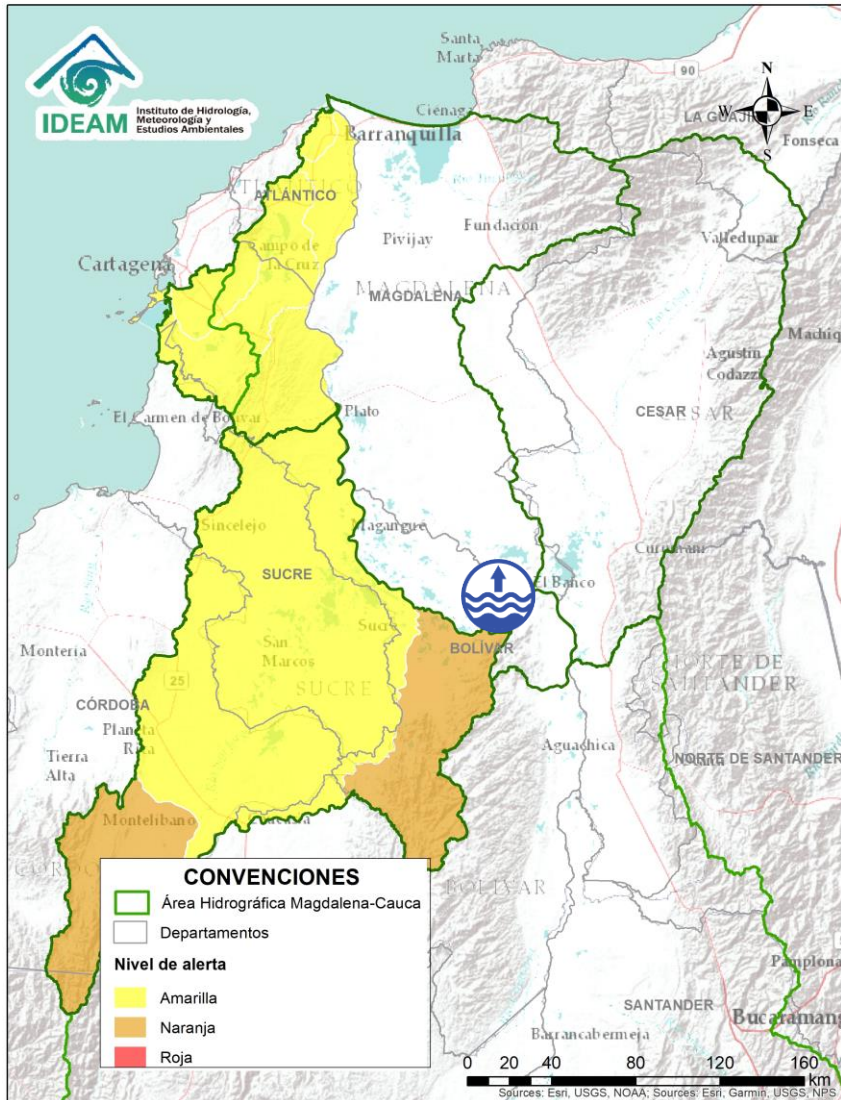 IDEAM
Instituto de Hidrología,
Meteorología y
Estudios Ambientales
Santa
Marta
90
N
W
E
S
Ciénaga
LA GUAJIRA
Barranquilla
Fonseca
ATLÁNTICO
Pivijay
Fundación
Valledupar
Campo de
la Cruz
Cartagena
MAGDALENA
MAGDALENA
Agustín
Codazzi
CESAR
CESAR
El Carmen de Bolívar
Plato
Sincelejo
Magangue
Curumaní
SUCRE
El Banco
Sucre
BOLÍVAR
Montería
San
Marcos
SUCRE
NORTE DE
SANTANDER
25
CÓRDOBA
Planeta
Rica
Tierra
Alta
Aguachica
NORTE DE SANTANDER
Montelibano
BOLÍVAR
CONVENCIONES
Área Hidrográfica Magdalena-Cauca
Departamentos
Nivel de alerta
Amarilla
Naranja
Roja
Pamplona
SANTANDER
Barrancabermeja
0 20 40 80 120 160
Km
Sources: Esri, USGS, NOAA; Sources: Esri, Garmin, USGS, NPS